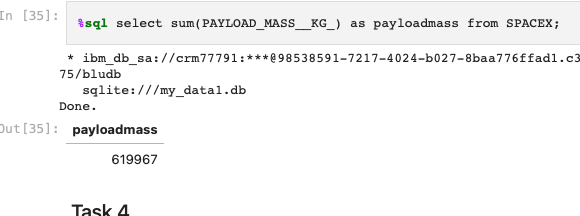 In [35]: %sql select sum(PAYLOAD_MASS__KG_) as payloadmass from SPACEX;
* ibm_db_sa://crm77791:***@98538591-7217-4024-b027-8baa776ffad1.c3
75/bludb
sqlite:///my_data1.db
Done.
Out[35]: payloadmass
619967
Task 4